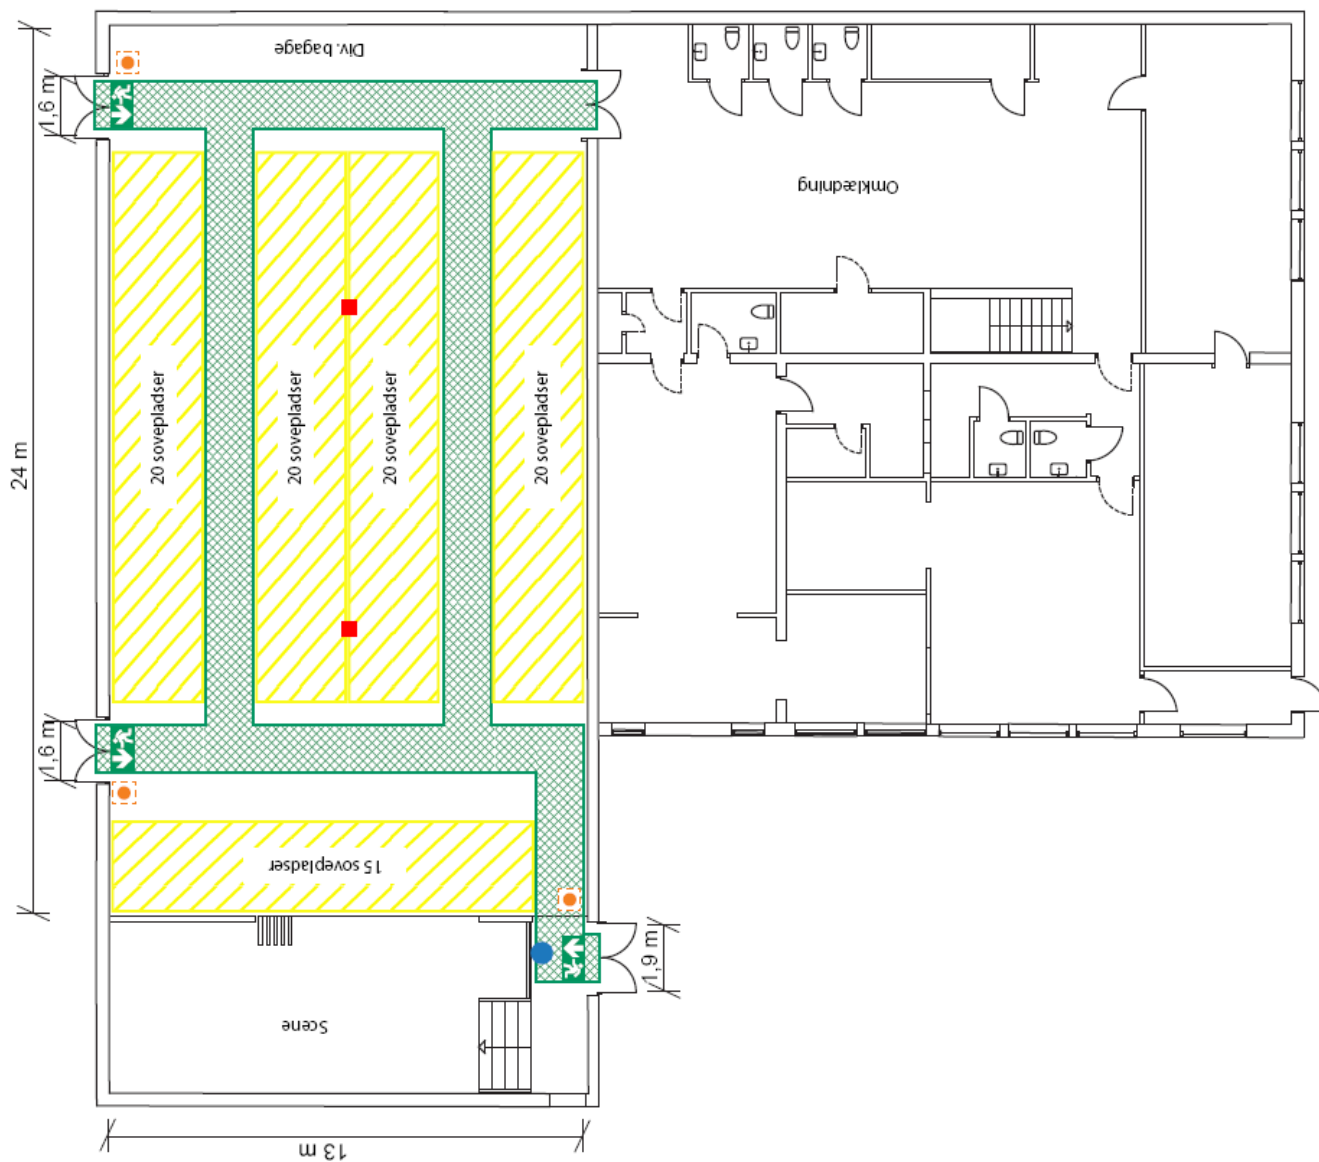 Div. bagage
1,6 m
Omklædning
20 sovepladser
20 sovepladser
20 sovepladser
20 sovepladser
24 m
1,6 m
15 sovepladser
1,9 m
Scene
13 m